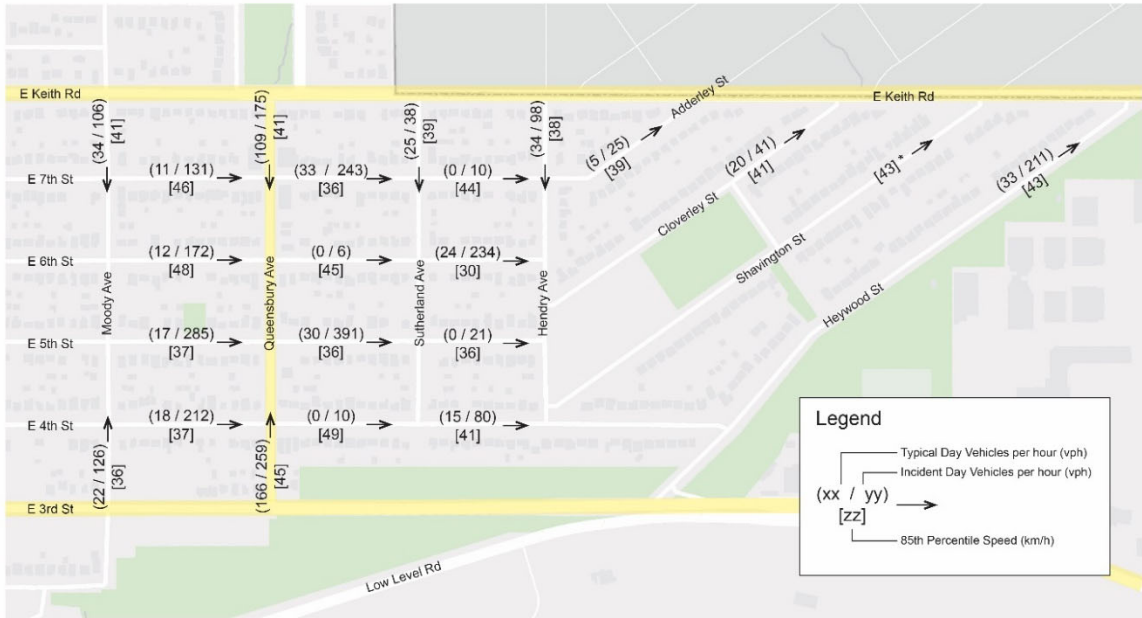 E Keith Rd
E Keith Rd
Adderley St
(34 / 106)
[41]
(109 / 175)
[41]
(25 / 38)
[39]
(34 / 98)
[38]
(5 / 25)
[39]
(20 / 41)
[41]
[43] *
(33 / 211)
[43]
E 7th St
(11 / 131)
[46]
(33 / 243)
[36]
(0 / 10)
[44]
Cloverley St
E 6th St
(12 / 172)
[48]
(0 / 6)
[45]
(24 / 234)
[30]
Moody Ave
Queensbury Ave
Sutherland Ave
Hendry Ave
Shavington St
Heywood St
E 5th St
(17 / 285)
[37]
(30 / 391)
[36]
(0 / 21)
[36]
E 4th St
(18 / 212)
[37]
(0 / 10)
[49]
(15 / 80)
[41]
(22 / 126)
[36]
(166 / 259)
[45]
E 3rd St
Low Level Rd
Legend
Typical Day Vehicles per hour (vph)
Incident Day Vehicles per hour (vph)
(xx / yy)
[zz]
85th Percentile Speed (km/h)